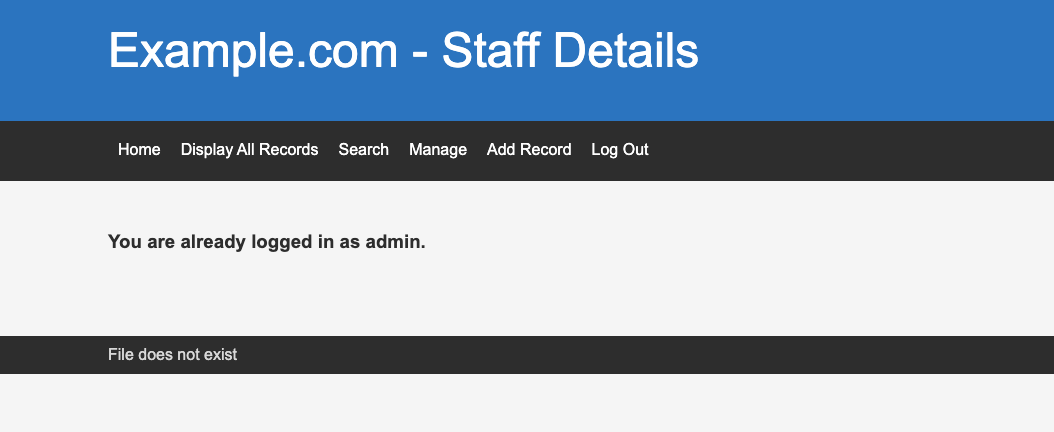 Example.com - Staff Details
Home Display All Records Search Manage Add Record Log Out
You are already logged in as admin.
File does not exist